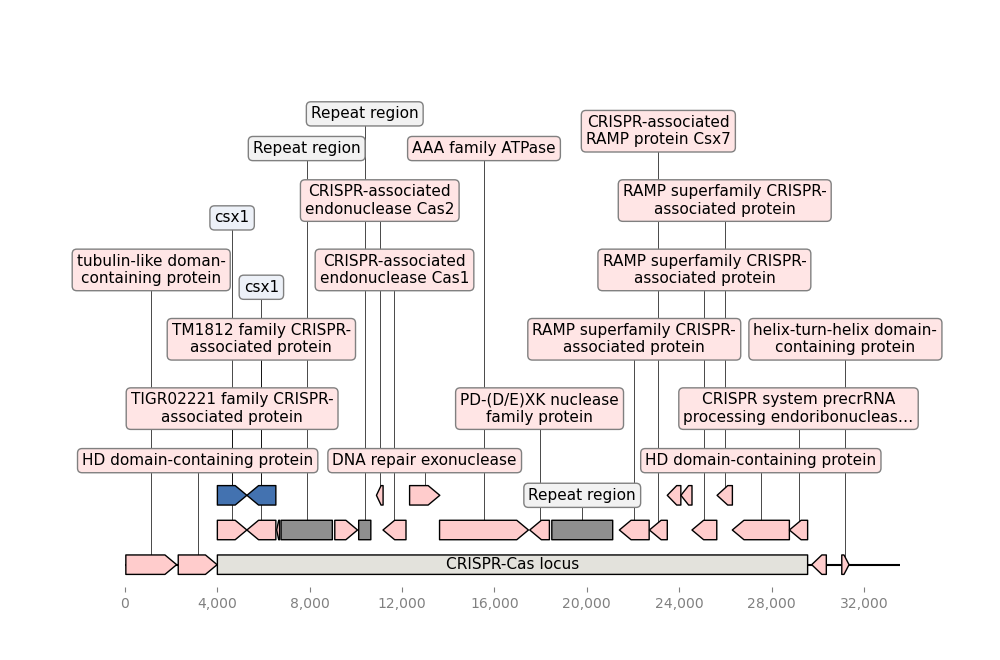 Repeat region
CRISPR-associated
RAMP protein Csx7
Repeat region
AAA family ATPase
CRISPR-associated
endonuclease Cas2
RAMP superfamily CRISPR-
associated protein
csx1
tubulin-like doman-
containing protein
CRISPR-associated
endonuclease Cas1
RAMP superfamily CRISPR-
associated protein
csx1
TM1812 family CRISPR-
associated protein
RAMP superfamily CRISPR-
associated protein
helix-turn-helix domain-
containing protein
TIGR02221 family CRISPR-
associated protein
PD-(D/E)XK nuclease
family protein
CRISPR system precrRNA
processing endoribonucleas...
HD domain-containing protein
DNA repair exonuclease
HD domain-containing protein
Repeat region
CRISPR-Cas locus
0 4,000 8,000 12,000 16,000 20,000 24,000 28,000 32,000